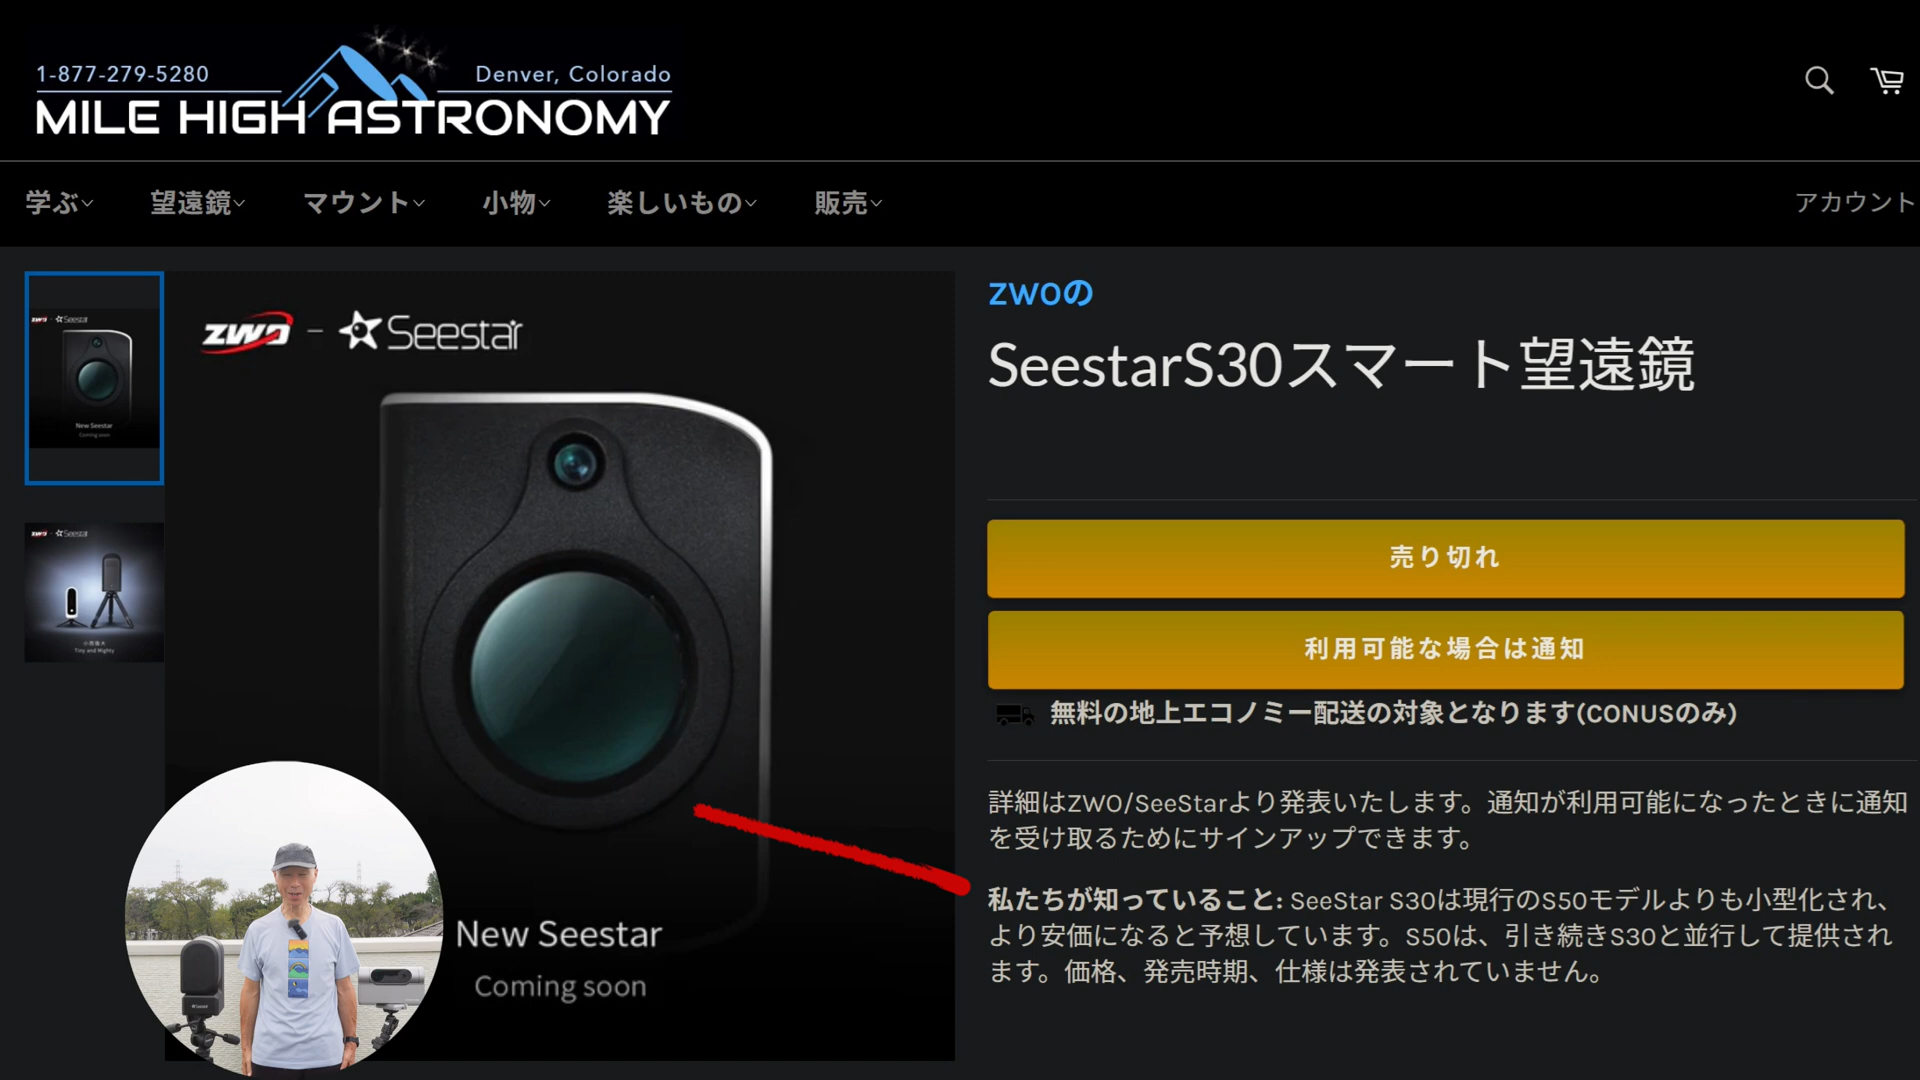 1-877-279-5280
Denver, Colorado
MILE HIGH ASTRONOMY
学ぶ
望遠鏡
マウント
小物
楽しいもの
販売
アカウント
ZWO - Seestar
New Seestar
Coming soon
ZWO - Seestar
Tiny and Mighty
ZWO - Seestar
New Seestar
Coming soon
ZWOの
SeestarS30スマート望遠鏡
売り切れ
利用可能な場合は通知
無料の地上エコノミー配送の対象となります(CONUSのみ)
詳細はZWO/SeeStarより発表いたします。通知が利用可能になったときに通知
を受け取るためにサインアップできます。
私たちが知っていること: SeeStar S30は現行のS50モデルよりも小型化され、
より安価になると予想しています。S50は、引き続きS30と並行して提供され
ます。価格、発売時期、仕様は発表されていません。